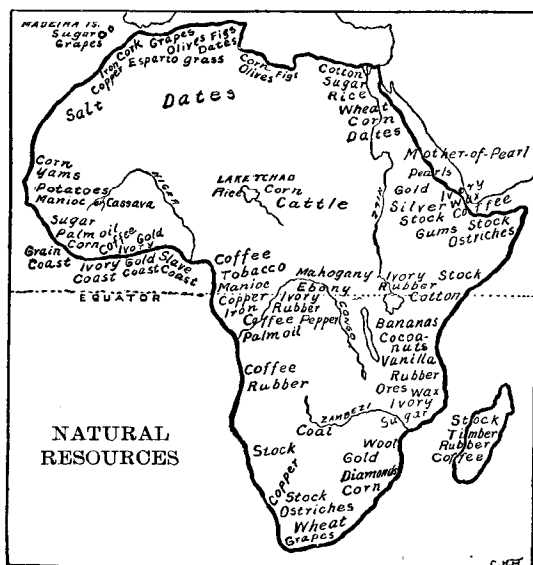 MADEIRA IS.
Sugar
Grapes
Iron
Copper
Cork
Grapes
Olives Figs
Dates
Esparto grass
Corn
Olives Figs
Salt
Dates
Cotton
Sugar
Rice
Wheat
Corn
Dates
Mother-of-Pearl
Pearls
Gold
Ivory
Silver Wax
Stock Coffee
Gums Stock
Ostriches
Corn
Yams
Potatoes
Manioc
Cassava
NIGER
LAKE TCHAD
Rice
Corn
Cattle
NILE
Sugar
Palm oil
Corn
Coffee
Gold
Ivory
Grain
Coast
Ivory
Coast
Gold
Coast
Slave
Coast
EQUATOR
Coffee
Tobacco
Manioc
Copper
Iron
Mahogany
Ebony
Ivory
Rubber
Coffee Pepper
Palm oil
CONGO
Ivory Stock
Rubber
Cotton
Bananas
Cocoa-
nuts
Vanilla
Rubber
Ores Wax
Ivory
Sugar
Coffee
Rubber
ZAMBEZI
Coal
NATURAL
RESOURCES
Stock
Copper
Wool
Gold
Diamonds
Corn
Stock
Ostriches
Wheat
Grapes
Stock
Timber
Rubber
Coffee